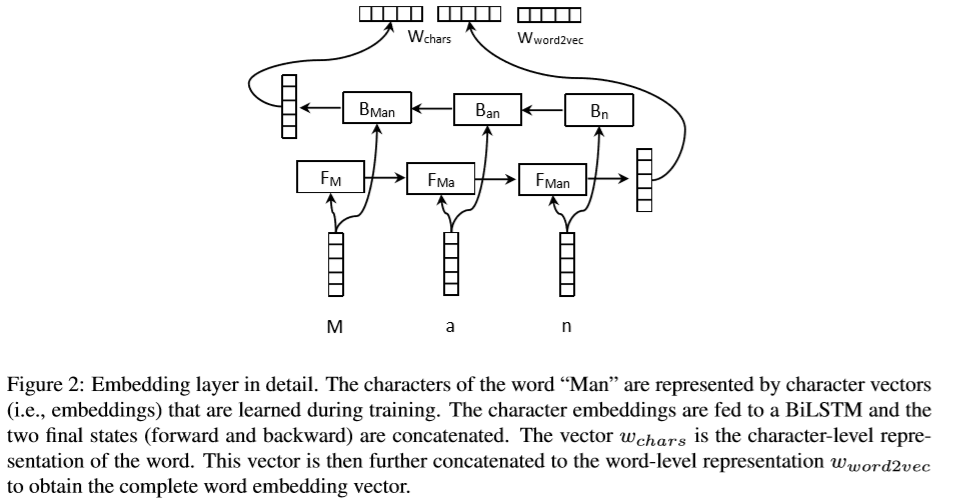 Wchars Wword2vec
BMan Ban Bn
FM FMa FMan
M a n
Figure 2: Embedding layer in detail. The characters of the word “Man” are represented by character vectors
(i.e., embeddings) that are learned during training. The character embeddings are fed to a BiLSTM and the
two final states (forward and backward) are concatenated. The vector wchars is the character-level repre-
sentation of the word. This vector is then further concatenated to the word-level representation wword2vec
to obtain the complete word embedding vector.